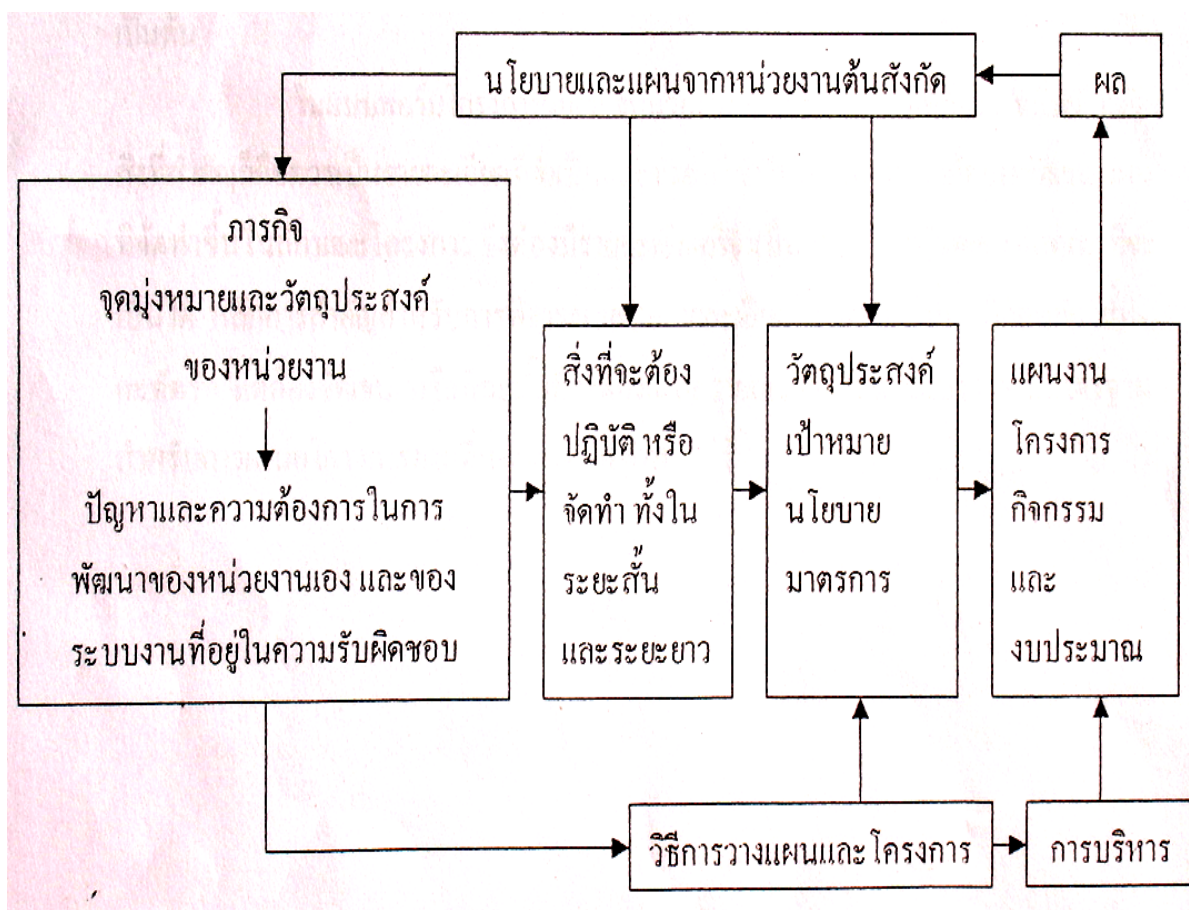 นโยบายและแผนจากหน่วยงานต้นสังกัด
ผล
ภารกิจ
จุดมุ่งหมายและวัตถุประสงค์
ของหน่วยงาน
ปัญหาและความต้องการในการ
พัฒนาของหน่วยงานเอง และของ
ระบบงานที่อยู่ในความรับผิดชอบ
สิ่งที่จะต้อง
ปฏิบัติ หรือ
จัดทำ ทั้งใน
ระยะสั้น
และระยะยาว
วัตถุประสงค์
เป้าหมาย
นโยบาย
มาตรการ
แผนงาน
โครงการ
กิจกรรม
และ
งบประมาณ
วิธีการวางแผนและโครงการ
การบริหาร